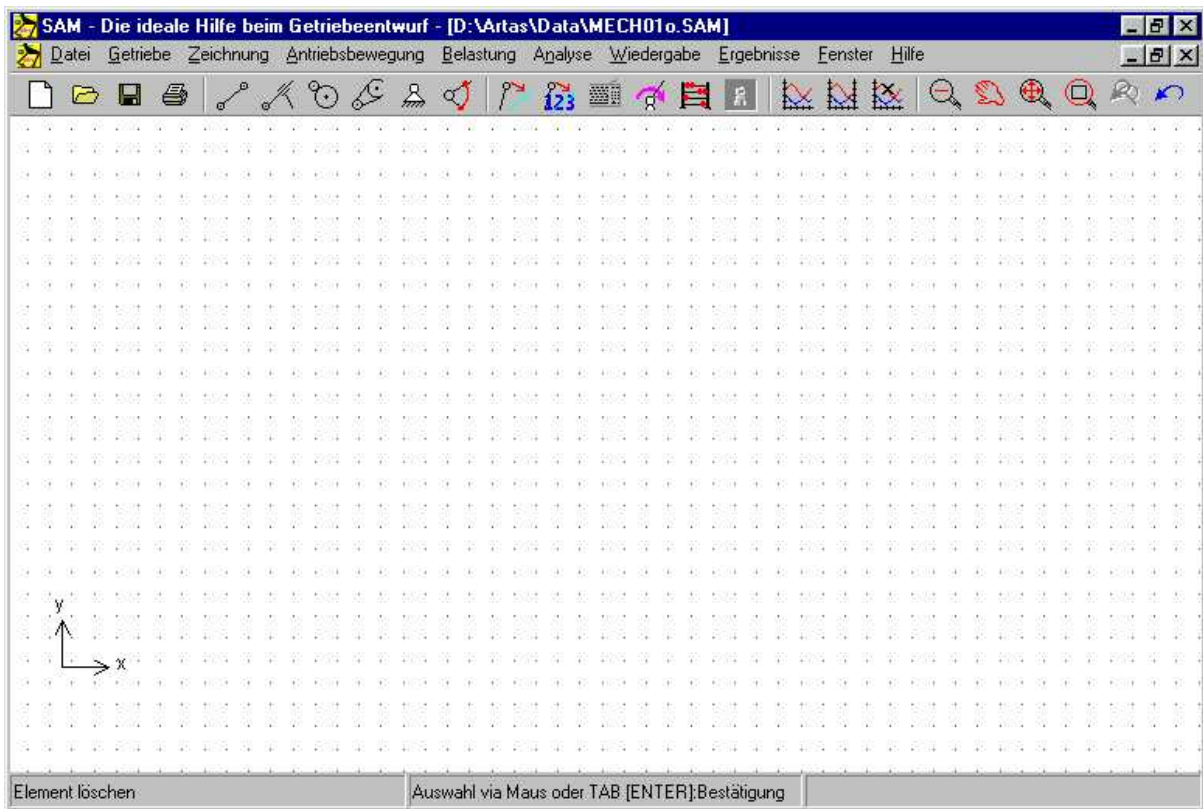 SAM - Die ideale Hilfe beim Getriebeentwurf - [D:\Artas\Data\MECH01o.SAM]
Datei Getriebe Zeichnung Antriebsbewegung Belastung Analyse Wiedergabe Ergebnisse Fenster Hilfe
123
y
x
Element löschen Auswahl via Maus oder TAB [ENTER]:Bestätigung